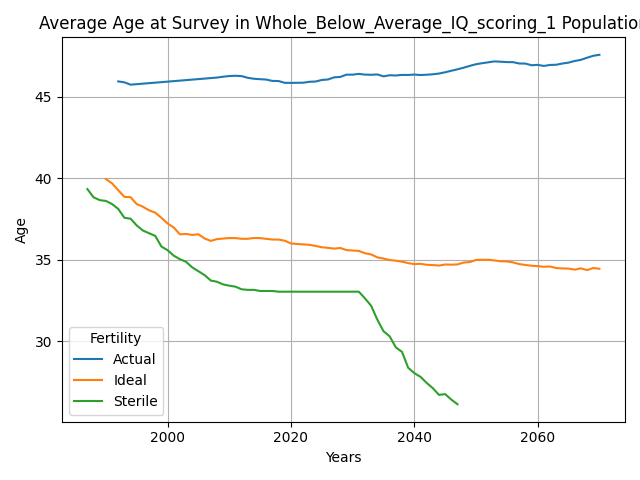 Average Age at Survey in Whole_Below_Average_IQ_scoring_1 Population
45
40
35
30
Age
Fertility
Actual
Ideal
Sterile
2000 2020 2040 2060
Years